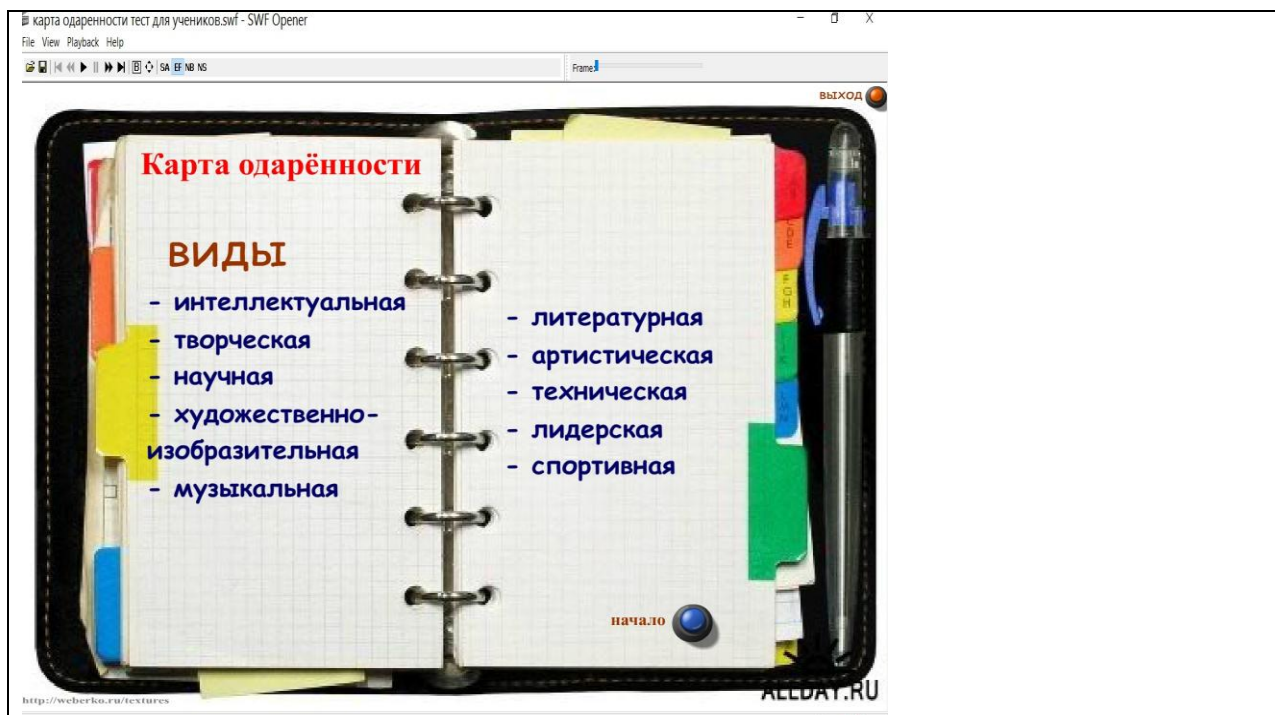 карта одаренности тест для учеников.swf - SWF Opener
File View Playback Help
B SA EF NB NS
Frame:
выход
Карта одарённости
виды
- интеллектуальная
- творческая
- научная
- художественно-
изобразительная
- музыкальная
- литературная
- артистическая
- техническая
- лидерская
- спортивная
начало
ALLDAY.RU
http://weberko.ru/textures